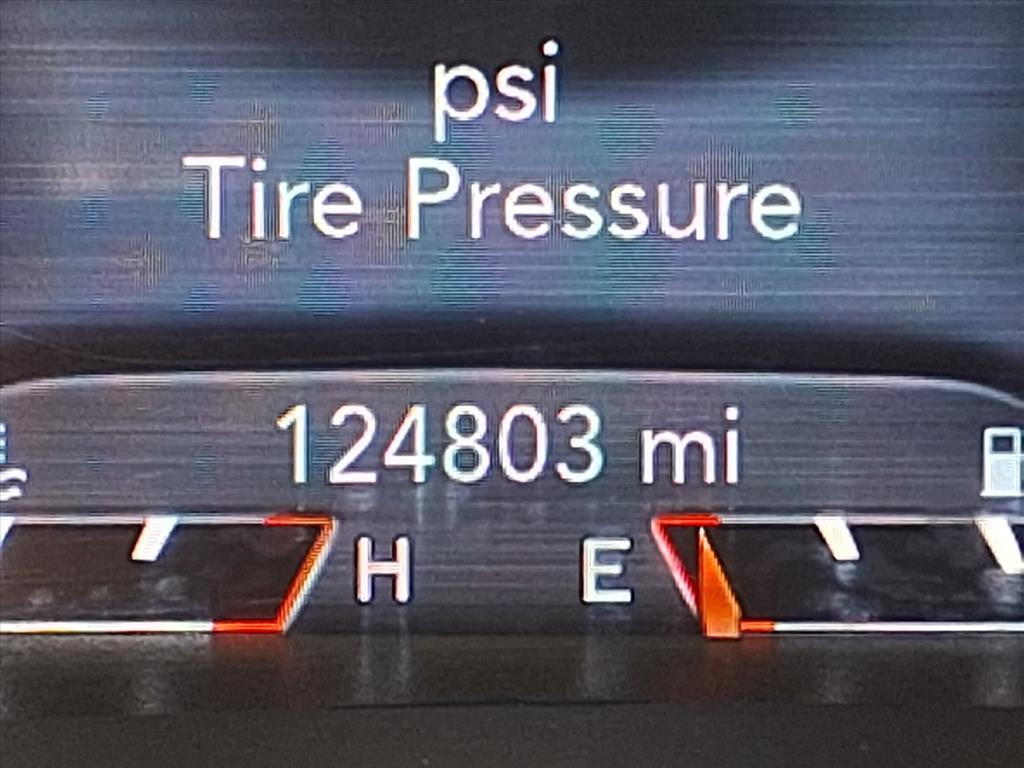 psi
Tire Pressure
124803 mi
H E